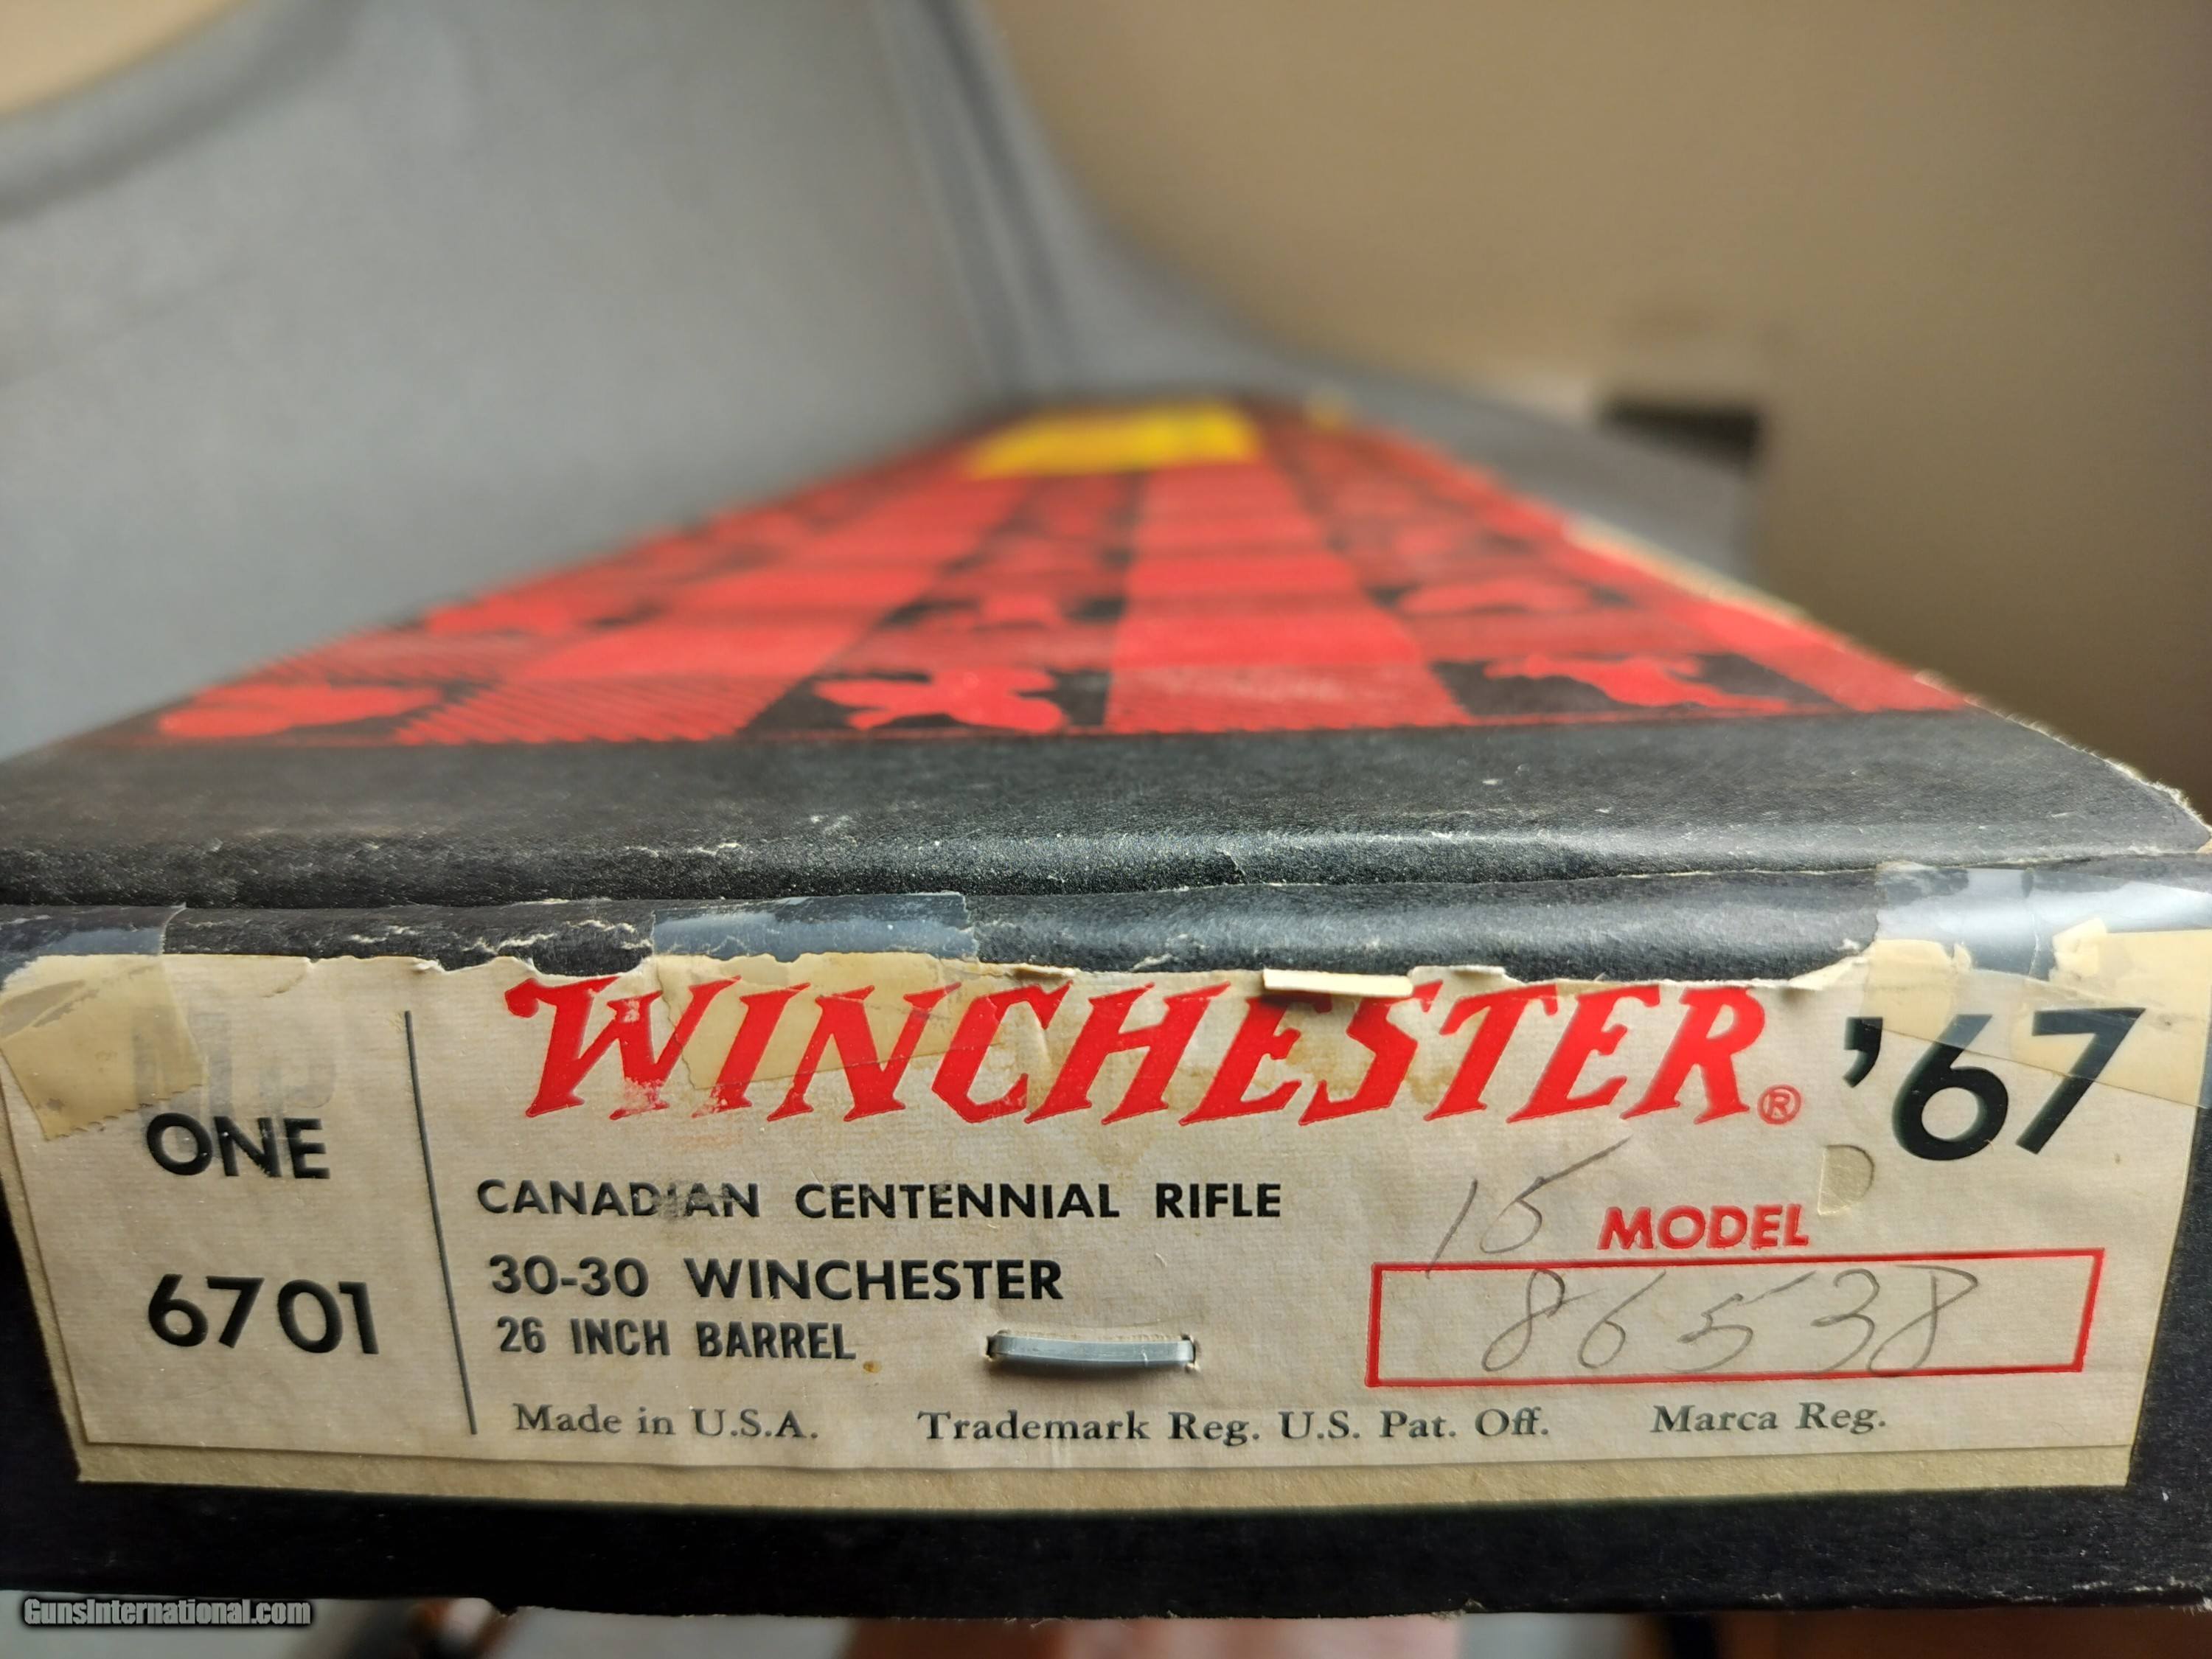 WINCHESTER® '67
ONE
CANADIAN CENTENNIAL RIFLE
15
MODEL
6701
30-30 WINCHESTER
86538
26 INCH BARREL
Made in U.S.A. Trademark Reg. U.S. Pat. Off. Marca Reg.
GunsInternational.com